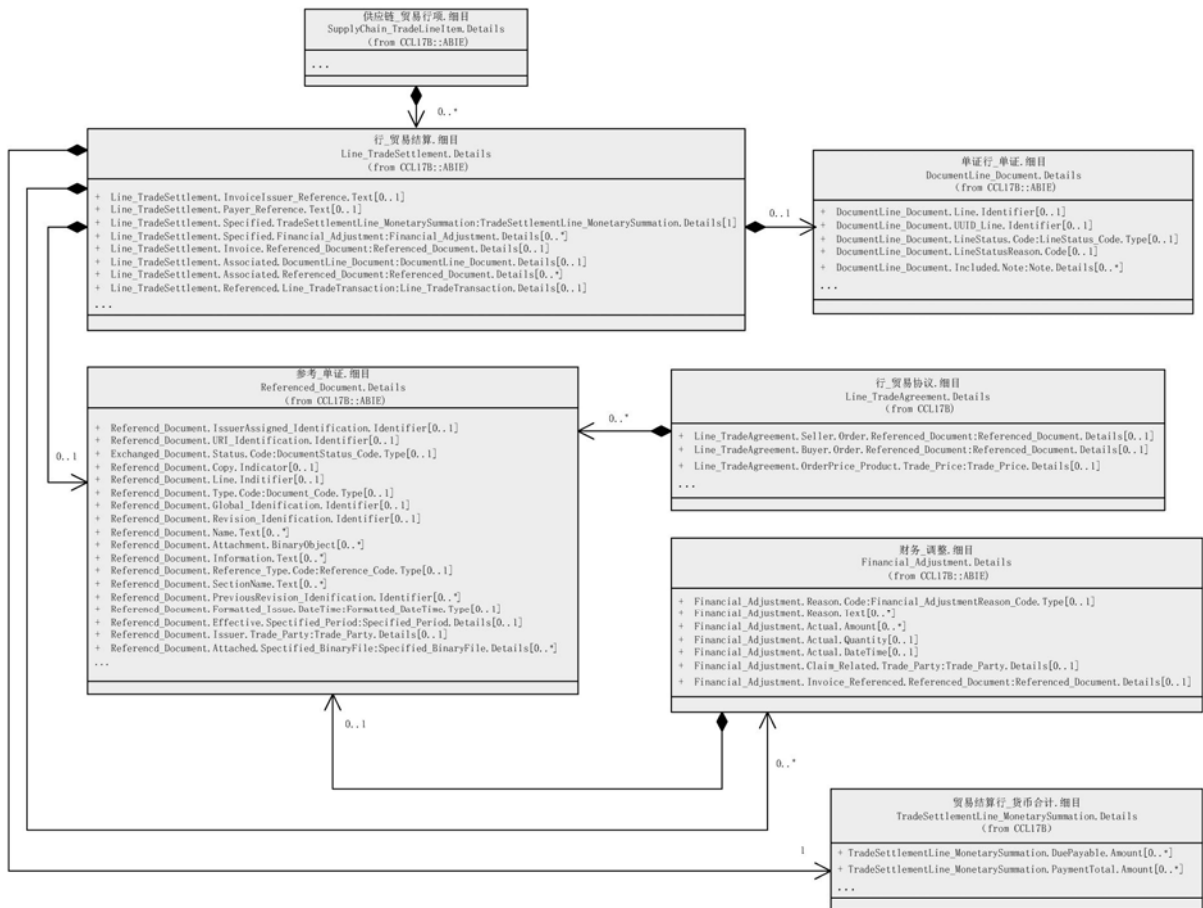 供应链_贸易行项.细目
SupplyChain_TradeLineItem.Details
(from CCL17B::ABIE)
...
0..*
行_贸易结算.细目
Line_TradeSettlement.Details
(from CCL17B::ABIE)
+ Line_TradeSettlement.InvoiceIssuer_Reference.Text[0..1]
+ Line_TradeSettlement.Payer_Reference.Text[0..1]
+ Line_TradeSettlement.Specified.TradeSettlementLine_MonetarySummation:TradeSettlementLine_MonetarySummation.Details[1]
+ Line_TradeSettlement.Specified.Financial_Adjustment:Financial_Adjustment.Details[0..*]
+ Line_TradeSettlement.Invoice.Referenced_Document:Referenced_Document.Details[0..1]
+ Line_TradeSettlement.Associated.DocumentLine_Document:DocumentLine_Document.Details[0..1]
+ Line_TradeSettlement.Associated.Referenced_Document:Referenced_Document.Details[0..*]
+ Line_TradeSettlement.Referenced.Line_TradeTransaction:Line_TradeTransaction.Details[0..1]
...
0..1
单证行_单证.细目
DocumentLine_Document.Details
(from CCL17B::ABIE)
+ DocumentLine_Document.Line.Identifier[0..1]
+ DocumentLine_Document.UUID_Line.Identifier[0..1]
+ DocumentLine_Document.LineStatus.Code:LineStatus_Code.Type[0..1]
+ DocumentLine_Document.LineStatusReason.Code[0..1]
+ DocumentLine_Document.Included.Note:Note.Details[0..*]
...
参考_单证.细目
Referenced_Document.Details
(from CCL17B::ABIE)
+ Referencd_Document.IssuerAssigned_Identification.Identifier[0..1]
+ Referencd_Document.URI_Identification.Identifier[0..1]
+ Exchanged_Document.Status.Code:DocumentStatus_Code.Type[0..1]
+ Referencd_Document.Copy.Indicator[0..1]
+ Referencd_Document.Line.Inditifier[0..1]
+ Referencd_Document.Type.Code:Document_Code.Type[0..1]
+ Referencd_Document.Global_Idenification.Identifier[0..1]
+ Referencd_Document.Revision_Idenification.Identifier[0..1]
+ Referencd_Document.Name.Text[0..*]
+ Referencd_Document.Attachment.BinaryObject[0..*]
+ Referencd_Document.Information.Text[0..*]
+ Referencd_Document.Reference_Type.Code:Reference_Code.Type[0..1]
+ Referencd_Document.SectionName.Text[0..*]
+ Referencd_Document.PreviousRevision_Idenification.Identifier[0..*]
+ Referencd_Document.Formatted_Issue.DateTime:Formatted_DateTime.Type[0..1]
+ Referencd_Document.Effective.Spectified_Period:Specified_Period.Details[0..1]
+ Referencd_Document.Issuer.Trade_Party:Trade_Party.Details[0..1]
+ Referencd_Document.Attached.Spectified_BinaryFile:Specified_BinaryFile.Details[0..*]
...
0..1
0..*
行_贸易协议.细目
Line_TradeAgreement.Details
(from CCL17B)
+ Line_TradeAgreement.Seller.Order.Referenced_Document:Referenced_Document.Details[0..1]
+ Line_TradeAgreement.Buyer.Order.Referenced_Document:Referenced_Document.Details[0..1]
+ Line_TradeAgreement.OrderPrice_Product.Trade_Price:Trade_Price.Details[0..1]
...
财务_调整.细目
Financial_Adjustment.Details
(from CCL17B::ABIE)
+ Financial_Adjustment.Reason.Code:Financial_AdjustmentReason_Code.Type[0..1]
+ Financial_Adjustment.Reason.Text[0..*]
+ Financial_Adjustment.Actual.Amount[0..*]
+ Financial_Adjustment.Actual.Quantity[0..1]
+ Financial_Adjustment.Actual.DateTime[0..1]
+ Financial_Adjustment.Claim_Related.Trade_Party:Trade_Party.Details[0..1]
+ Financial_Adjustment.Invoice_Referenced.Referenced_Document:Referenced_Document.Details[0..1]
0..1
0..*
贸易结算行_货币合计.细目
TradeSettlementLine_MonetarySummation.Details
(from CCL17B)
+ TradeSettlementLine_MonetarySummation.DuePayable.Amount[0..*]
+ TradeSettlementLine_MonetarySummation.PaymentTotal.Amount[0..*]
...
1